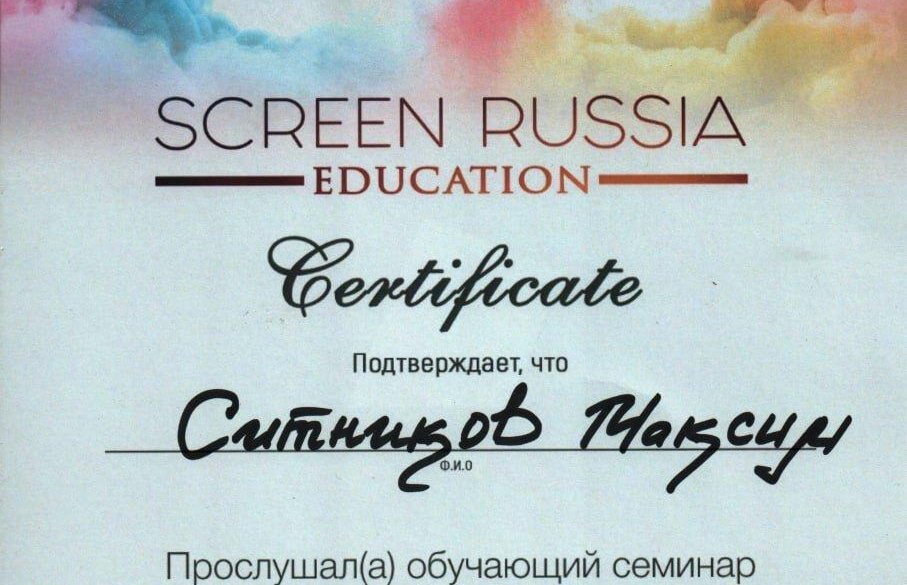 SCREEN RUSSIA
EDUCATION
Certificate
Подтверждает, что
Ситников Максим
Ф.И.О
Прослушал(а) обучающий семинар